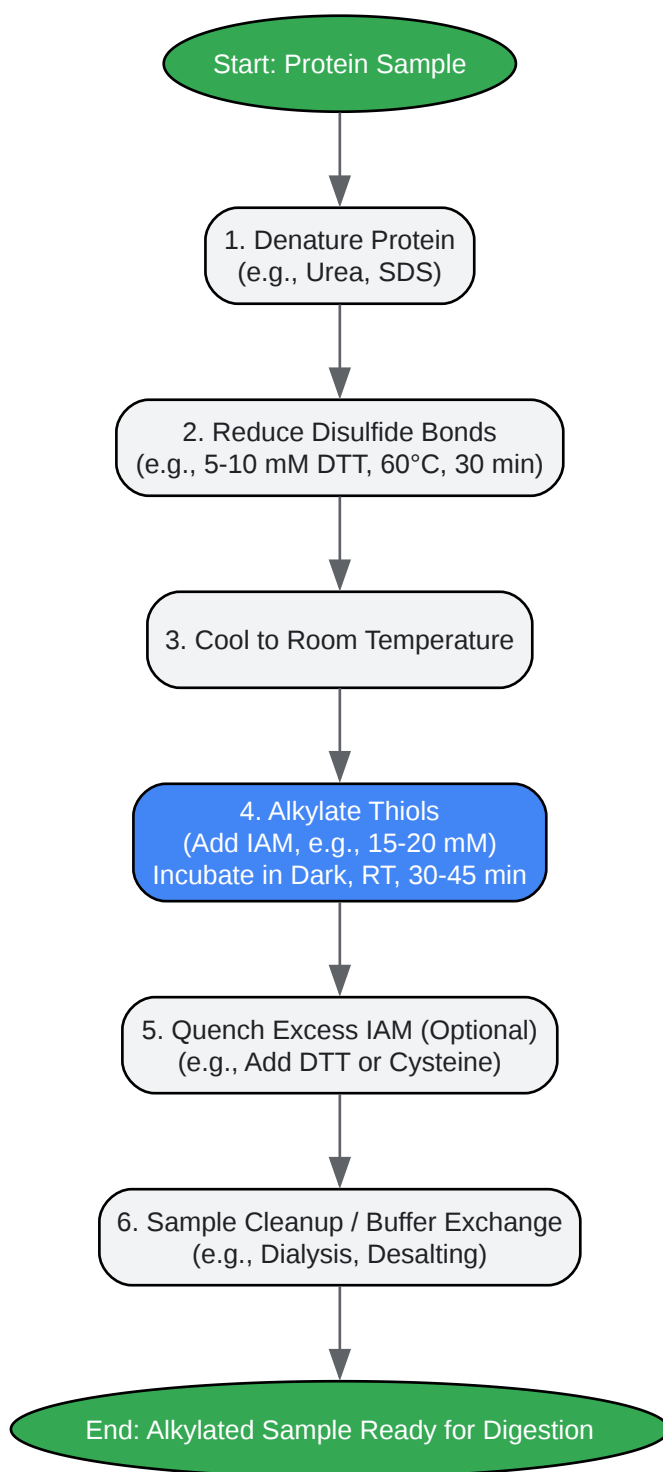 Start: Protein Sample
1. Denature Protein
(e.g., Urea, SDS)
2. Reduce Disulfide Bonds
(e.g., 5-10 mM DTT, 60°C, 30 min)
3. Cool to Room Temperature
4. Alkylate Thiols
(Add IAM, e.g., 15-20 mM)
Incubate in Dark, RT, 30-45 min
5. Quench Excess IAM (Optional)
(e.g., Add DTT or Cysteine)
6. Sample Cleanup / Buffer Exchange
(e.g., Dialysis, Desalting)
End: Alkylated Sample Ready for Digestion